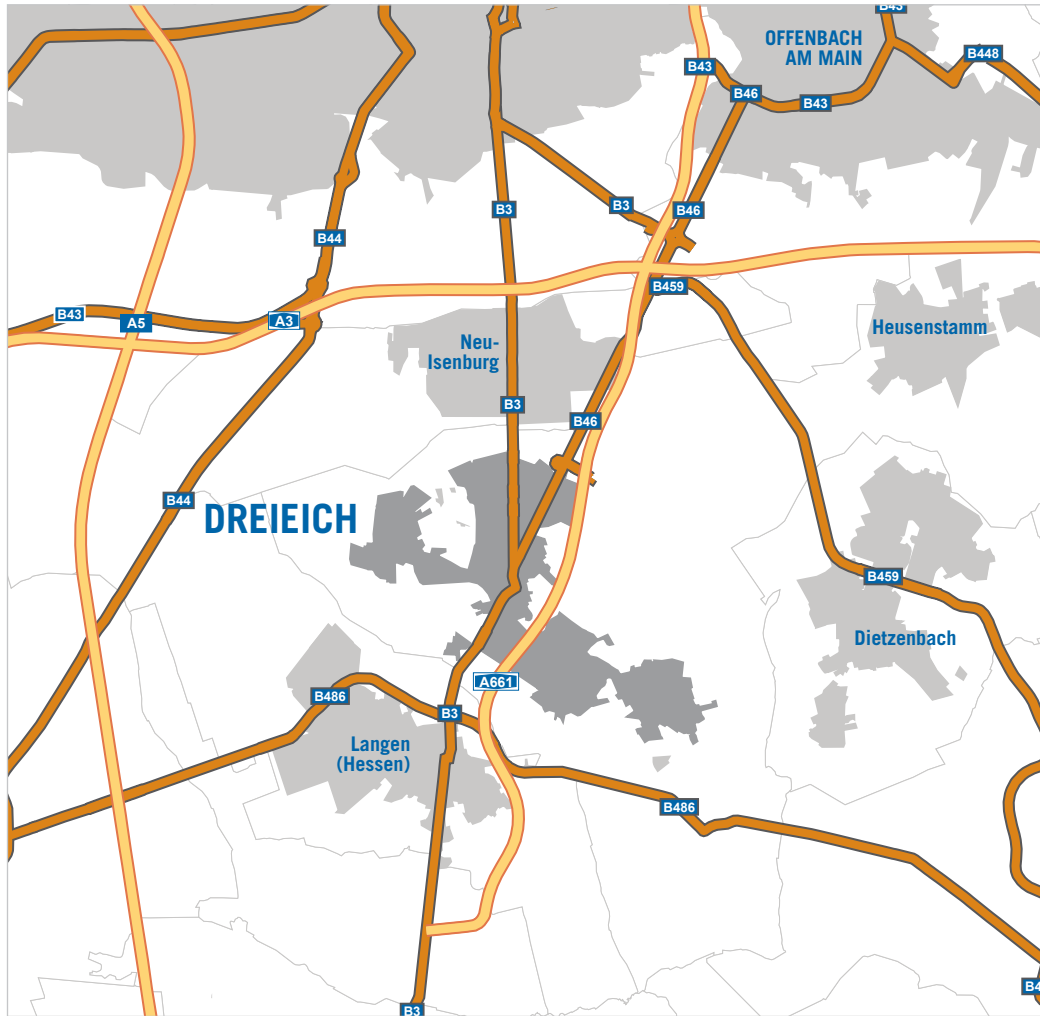 B43
OFFENBACH
AM MAIN
B448
B43
B46
B43
B3
B3
B46
B44
B459
B43
A5
A3
Heusenstamm
Neu-
Isenburg
B3
B46
B44
DREIEICH
B459
Dietzenbach
A661
B486
B3
Langen
(Hessen)
B486
B3